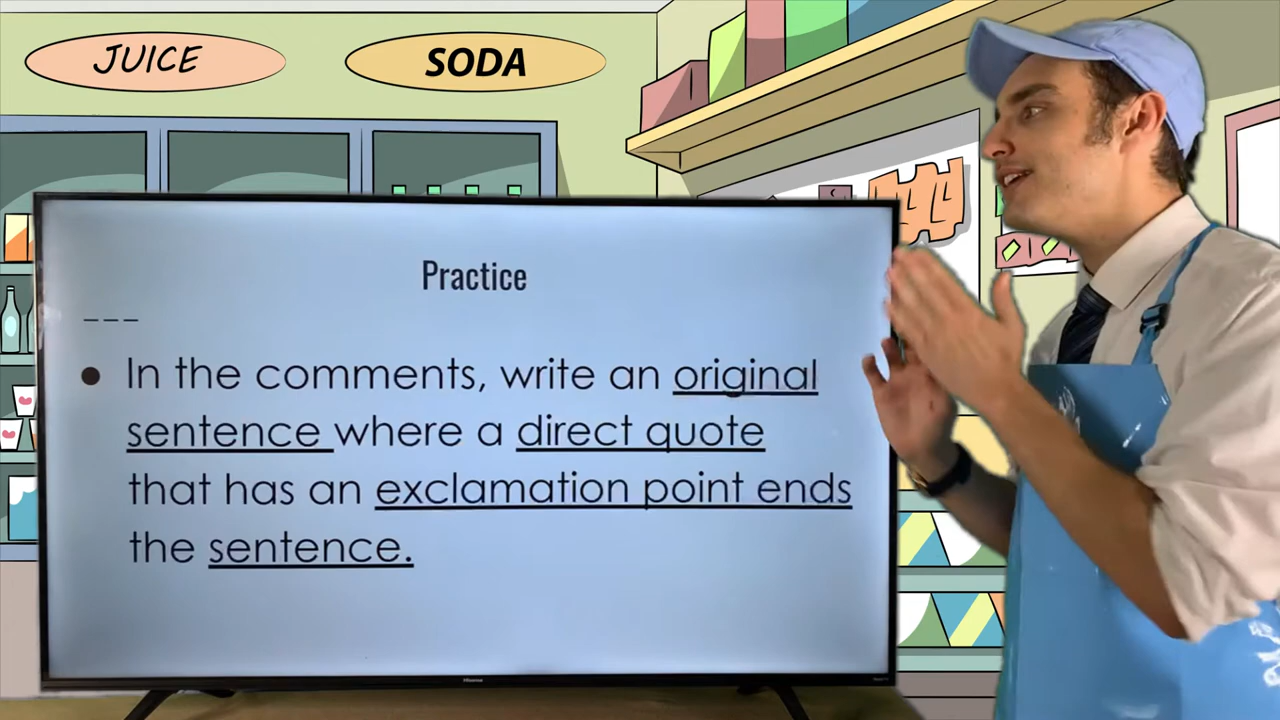 JUICE
SODA
Practice
---
● In the comments, write an original
sentence where a direct quote
that has an exclamation point ends
the sentence.
Hisense